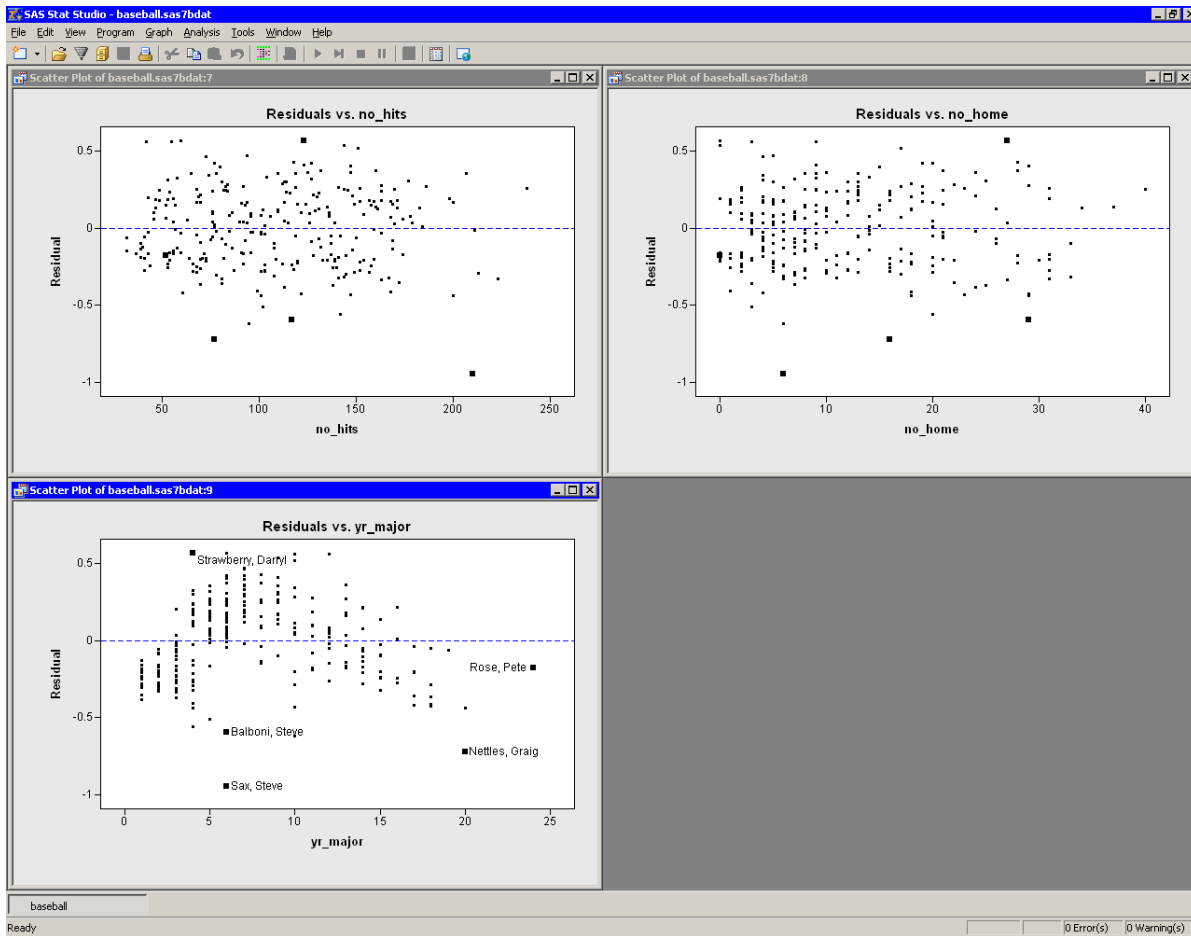 SAS Stat Studio - baseball.sas7bdat
File Edit View Program Graph Analysis Tools Window Help
Scatter Plot of baseball.sas7bdat:7
Residuals vs. no_hits
0.5
0
-0.5
-1
Residual
50 100 150 200 250
no_hits
Scatter Plot of baseball.sas7bdat:8
Residuals vs. no_home
0.5
0
-0.5
-1
Residual
0 10 20 30 40
no_home
Scatter Plot of baseball.sas7bdat:9
Residuals vs. yr_major
0.5
0
-0.5
-1
Residual
Strawberry, Darryl
Rose, Pete
Balboni, Steve
Nettles, Graig
Sax, Steve
0 5 10 15 20 25
yr_major
baseball
Ready
0 Error(s) 0 Warning(s)